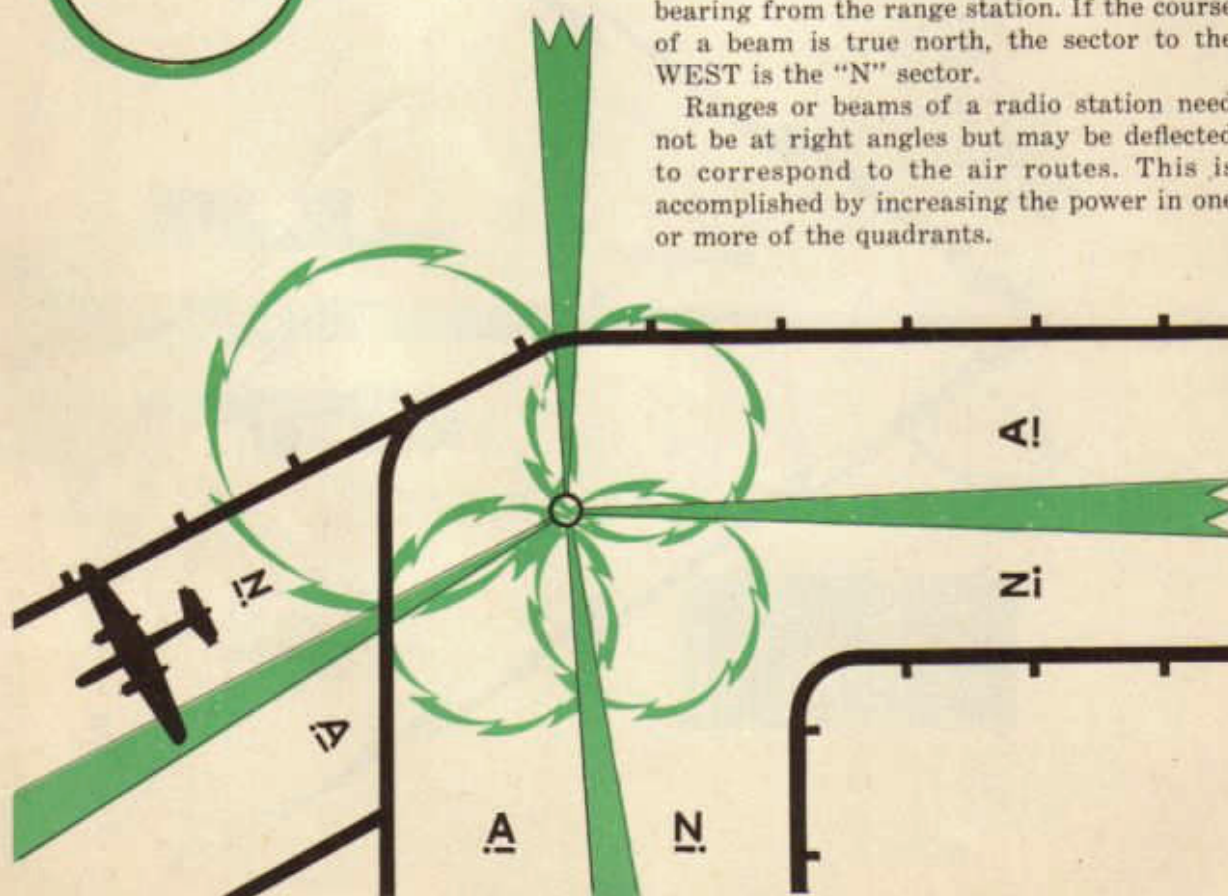 bearing from the range station. If the course
of a beam is true north, the sector to the
WEST is the “N” sector.
Ranges or beams of a radio station need
not be at right angles but may be deflected
to correspond to the air routes. This is
accomplished by increasing the power in one
or more of the quadrants.
A
N
N
A
A
N